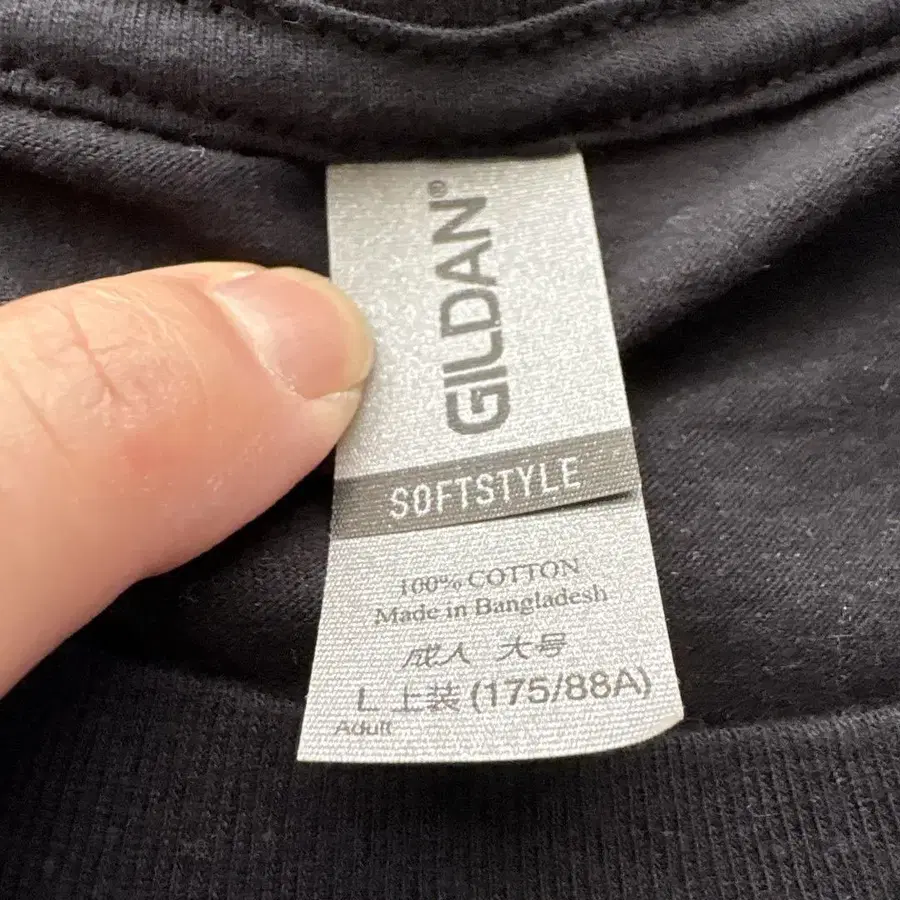 GILDAN®
SOFTSTYLE
100% COTTON
Made in Bangladesh
成人 大号
L 上装 (175/88A)
Adult